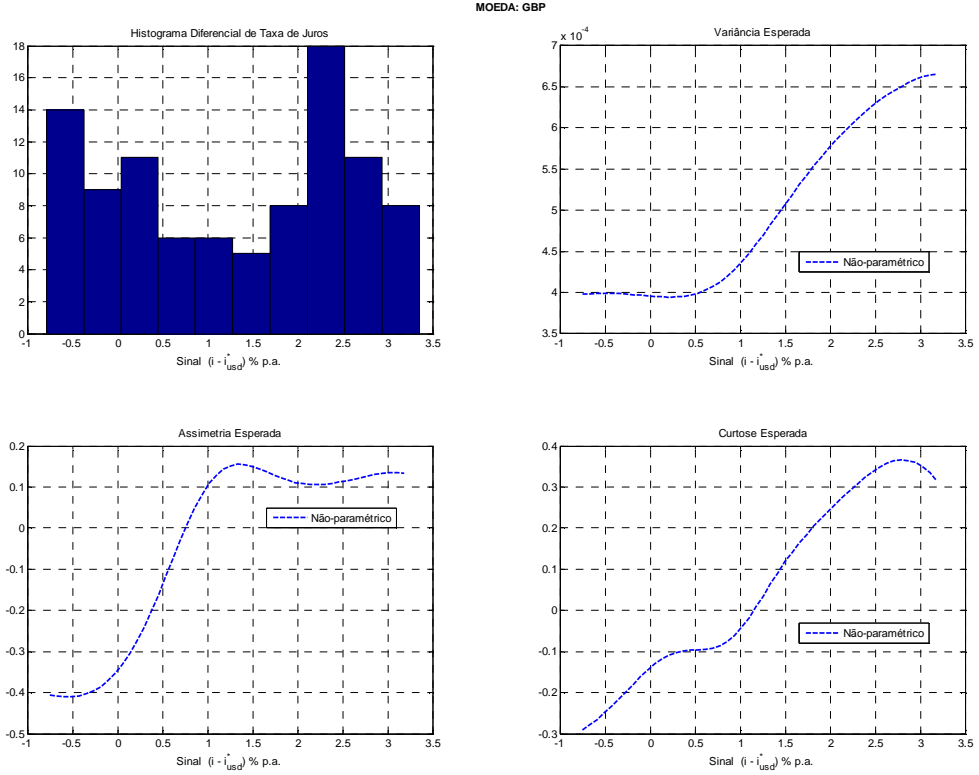 MOEDA: GBP
Histograma Diferencial de Taxa de Juros
18
16
14
12
10
8
6
4
2
0
-1 -0.5 0 0.5 1 1.5 2 2.5 3 3.5
Sinal (i - i*usd) % p.a.
Variância Esperada
x 10-4
7
6.5
6
5.5
5
4.5
4
3.5
Não-paramétrico
-1 -0.5 0 0.5 1 1.5 2 2.5 3 3.5
Sinal (i - i*usd) % p.a.
Assimetria Esperada
0.2
0.1
0
-0.1
-0.2
-0.3
-0.4
-0.5
Não-paramétrico
-1 -0.5 0 0.5 1 1.5 2 2.5 3 3.5
Sinal (i - i*usd) % p.a.
Curtose Esperada
0.4
0.3
0.2
0.1
0
-0.1
-0.2
-0.3
Não-paramétrico
-1 -0.5 0 0.5 1 1.5 2 2.5 3 3.5
Sinal (i - i*usd) % p.a.